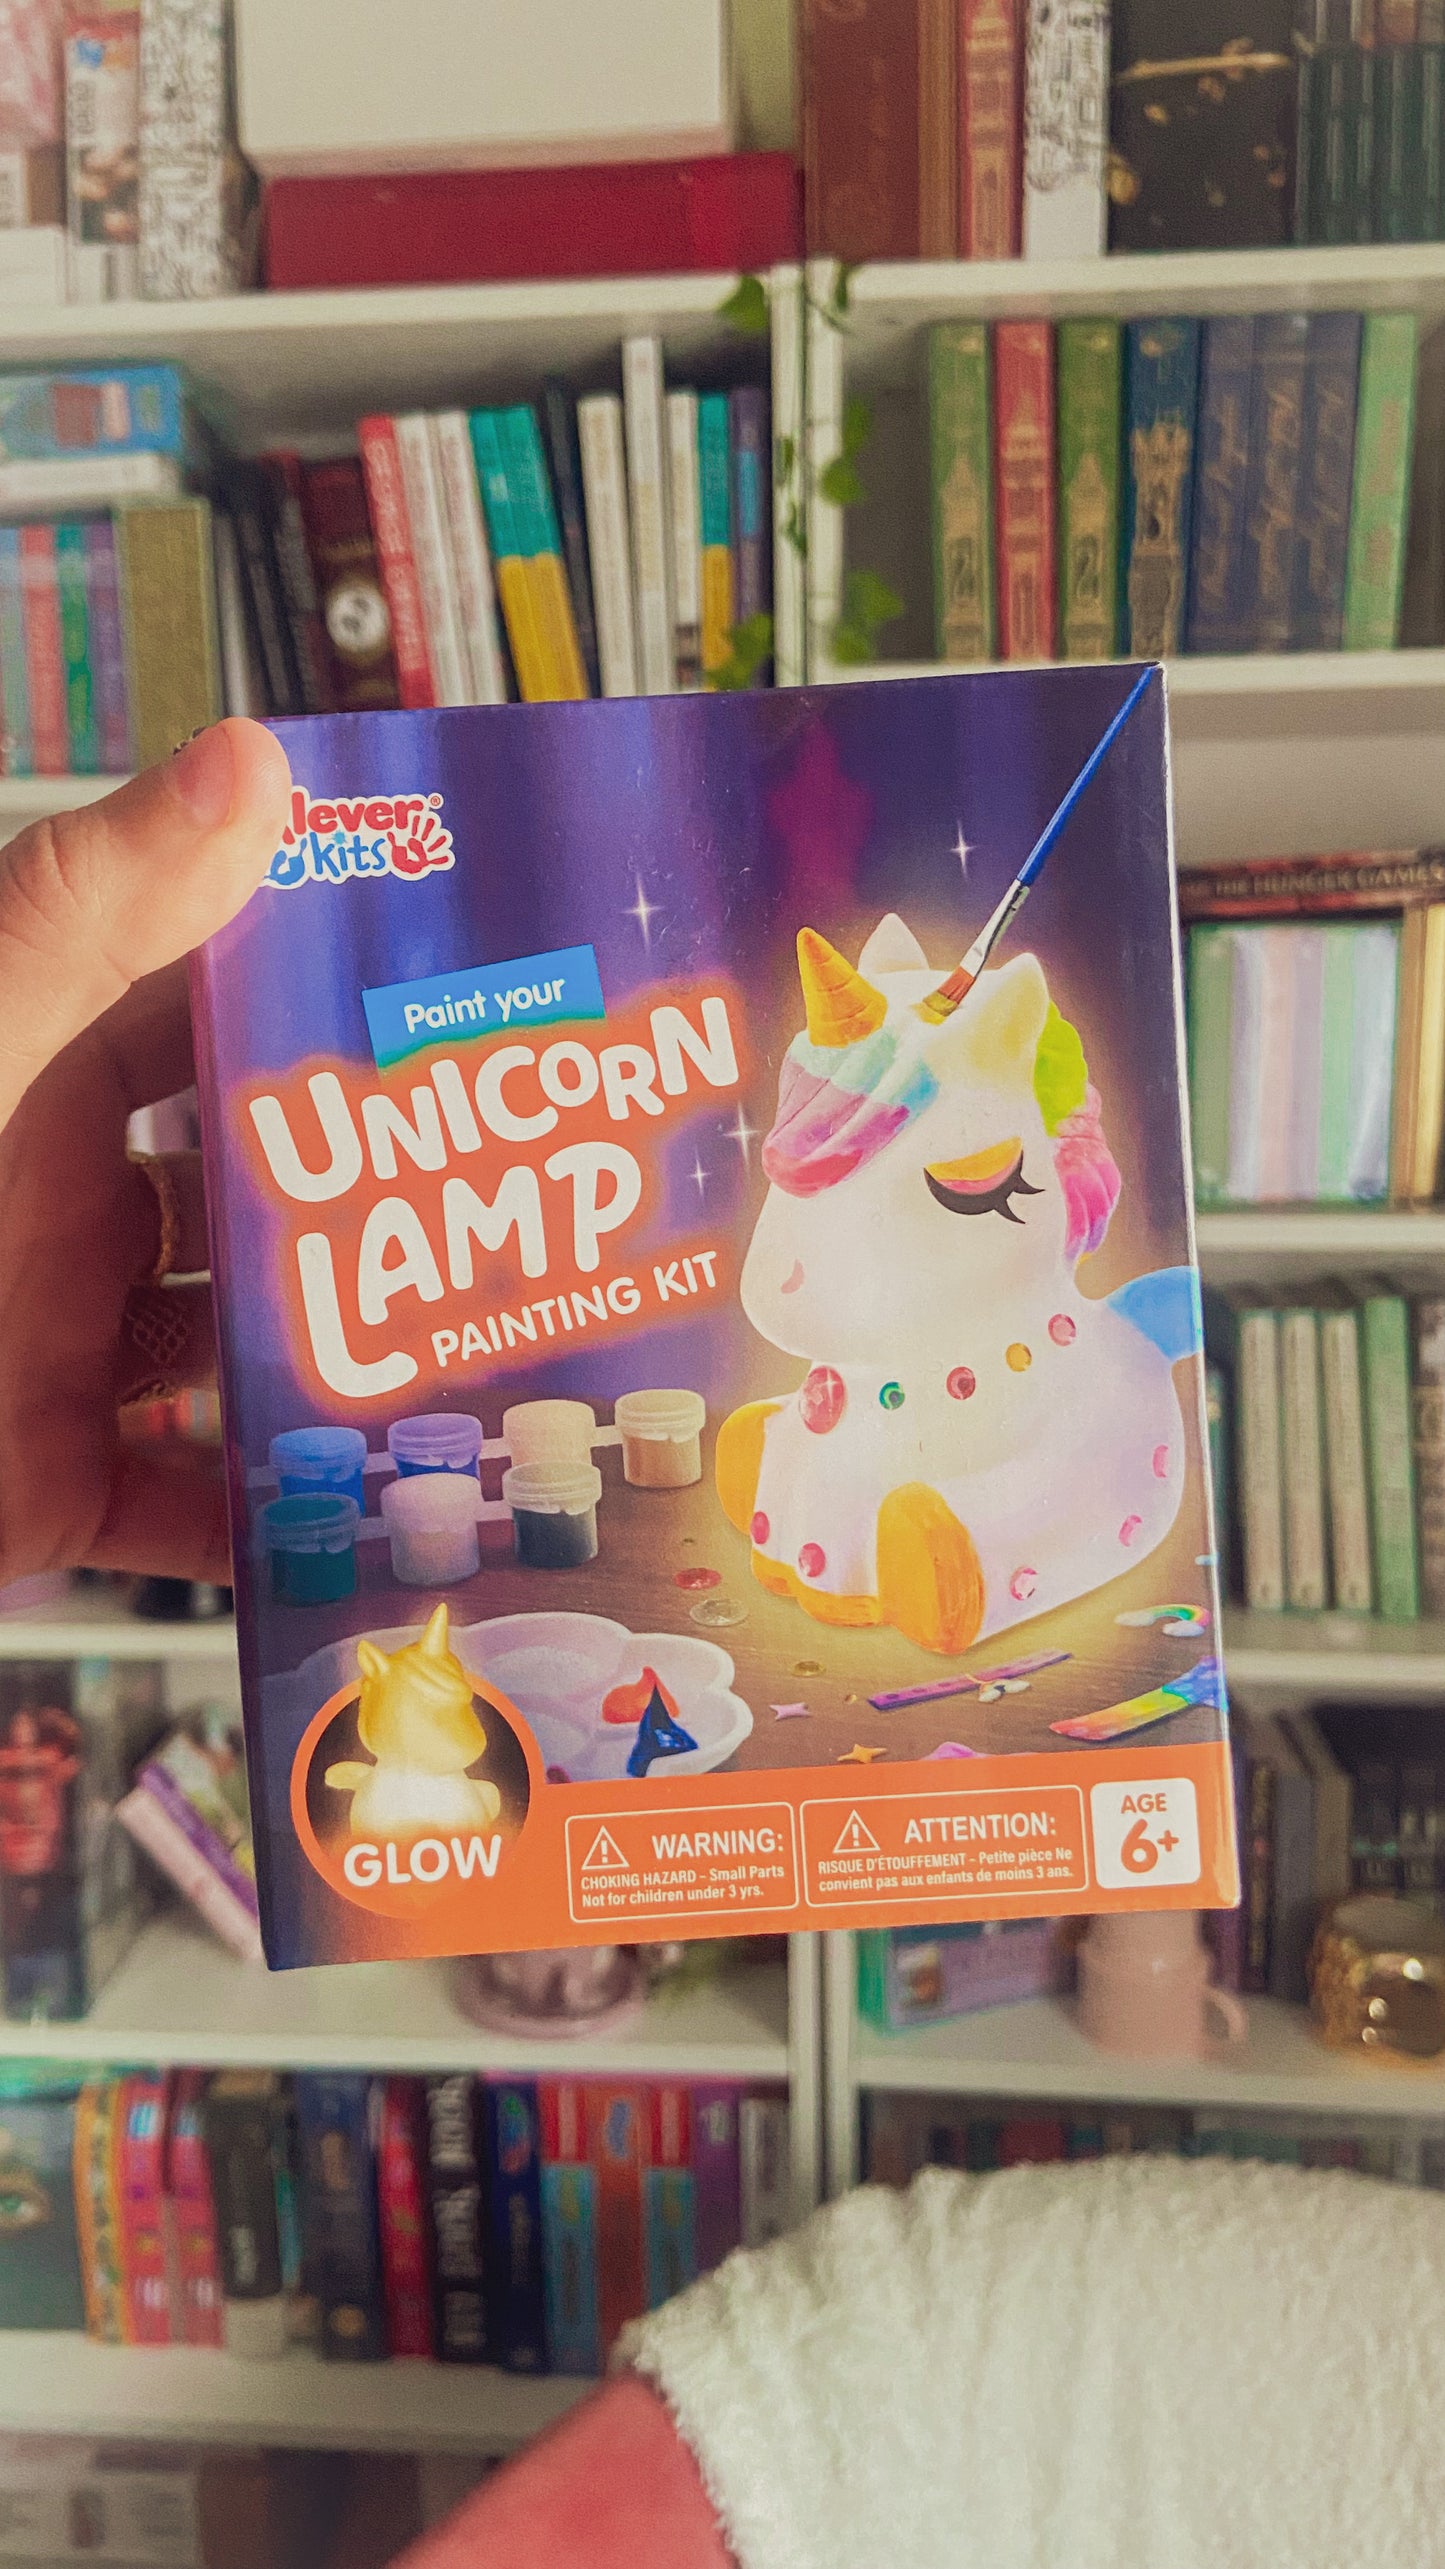 THE HUNGER GAMES
lever®
kits
Paint your
UNICORN
LAMP
PAINTING KIT
GLOW
WARNING:
CHOKING HAZARD – Small Parts
Not for children under 3 yrs.
ATTENTION:
RISQUE D'ÉTOUFFEMENT – Petite pièce Ne
convient pas aux enfants de moins 3 ans.
AGE
6+